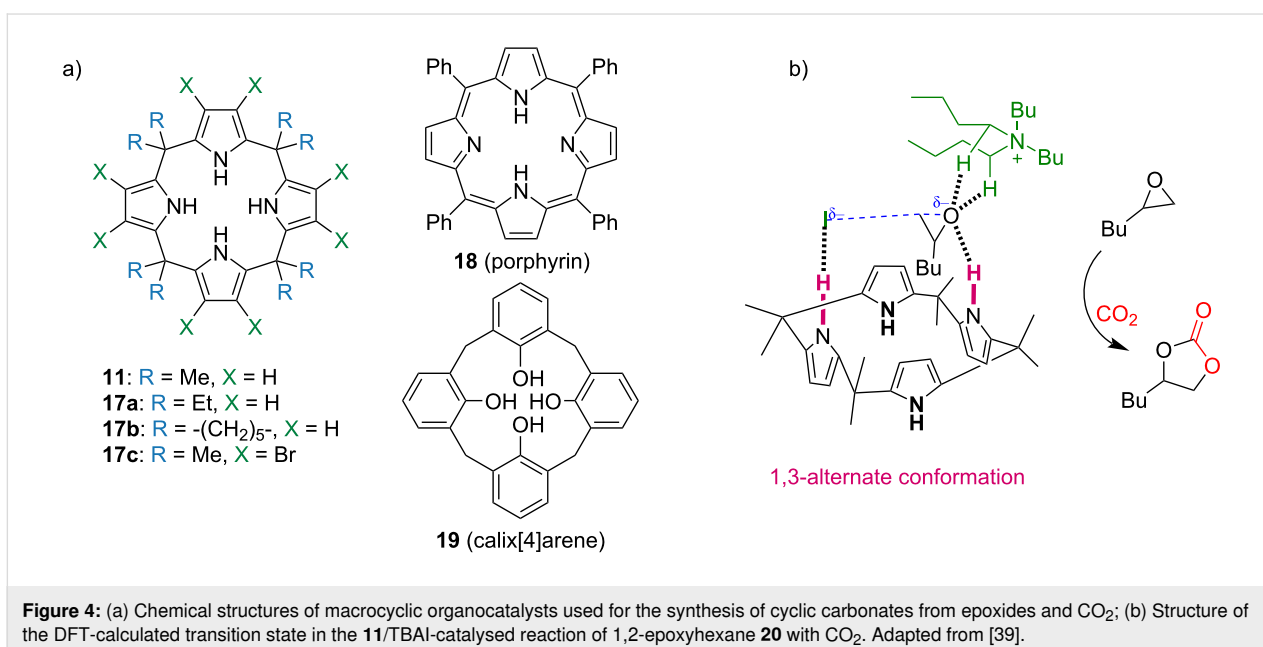 a)
X X
R R
R R
X X
N
H
NH HN
H
N
X X
R R
R R
X X
11: R = Me, X = H
17a: R = Et, X = H
17b: R = -(CH2)5-, X = H
17c: R = Me, X = Br
Ph Ph
N
H
N N
H
N
Ph Ph
18 (porphyrin)
OH
OH HO
OH
19 (calix[4]arene)
b)
Bu
N
+
Bu
H
H
δ–
I
δ–
O
Bu
H
H
N
H
N
N
N
H
1,3-alternate conformation
O
Bu
CO2
O
O
O
Bu
Figure 4: (a) Chemical structures of macrocyclic organocatalysts used for the synthesis of cyclic carbonates from epoxides and CO2; (b) Structure of
the DFT-calculated transition state in the 11/TBAI-catalysed reaction of 1,2-epoxyhexane 20 with CO2. Adapted from [39].